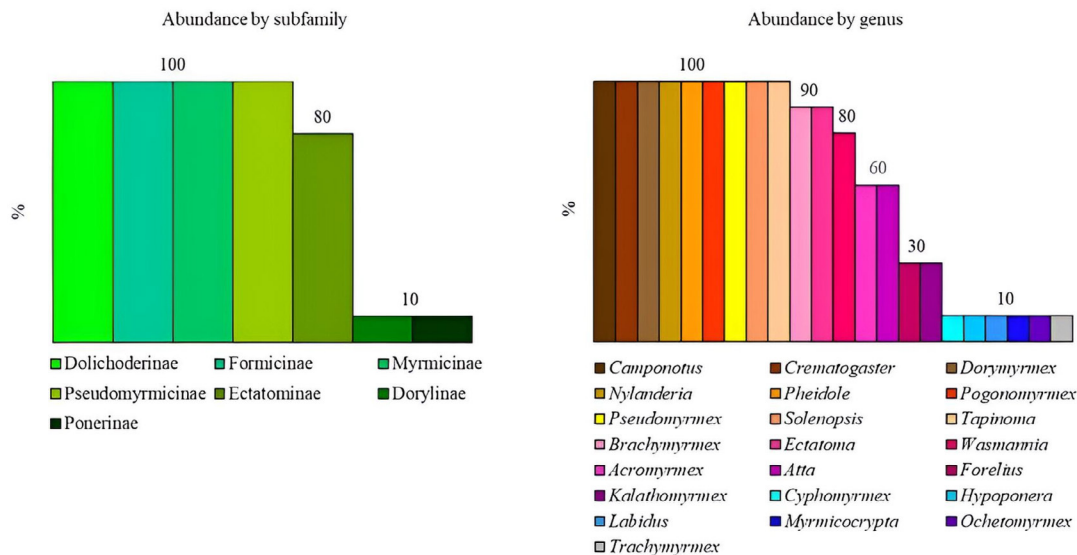 Abundance by subfamily
100
80
10
%
Dolichoderinae Formicinae Myrmicinae
Pseudomyrmicinae Ectatominae Dorylinae
Ponerinae
Abundance by genus
100
90
80
60
30
10
%
Camponotus Crematogaster Dorymyrmex
Nylanderia Pheidole Pogonomyrmex
Pseudomyrmex Solenopsis Tapinoma
Brachymyrmex Ectatoma Wasmannia
Acromyrmex Atta Forelius
Kalathomyrmex Cyphomyrmex Hypoponera
Labidus Myrmicocrypta Ochetomyrmex
Trachymyrmex